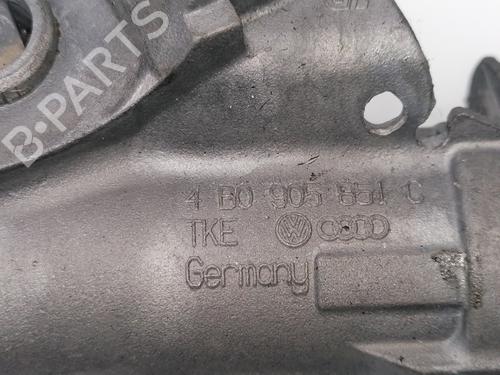 B-PARTS
4 B0 905 851 C
TKE
Germany